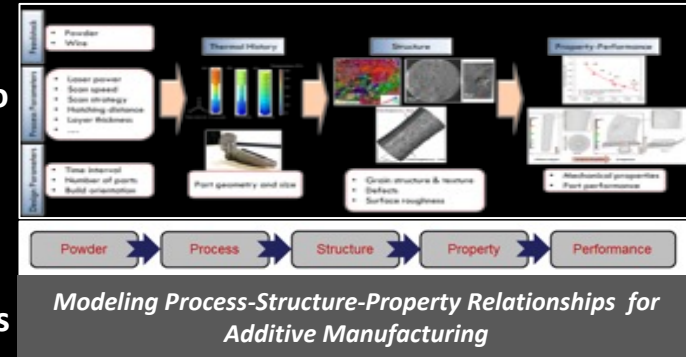 Feedstock
• Powder
• Wire
Process Parameters
• Laser power
• Scan speed
• Scan strategy
• Hatching distance
• Layer thickness
• ....
Design Parameters
• Time interval
• Number of parts
• Build orientation
Thermal History
Part geometry and size
Structure
• Grain structure & texture
• Defects
• Surface roughness
Property-Performance
• Mechanical properties
• Part performance
Powder
Process
Structure
Property
Performance
Modeling Process-Structure-Property Relationships for
Additive Manufacturing